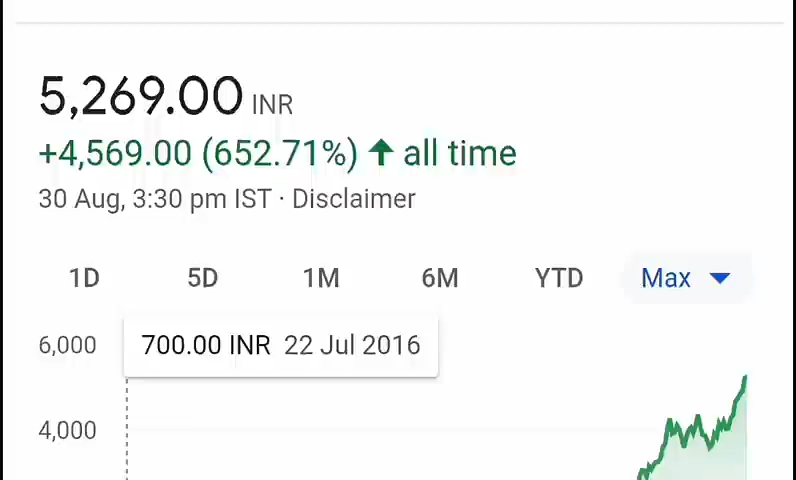 5,269.00 INR
+4,569.00 (652.71%) ↑ all time
30 Aug, 3:30 pm IST · Disclaimer
1D 5D 1M 6M YTD Max
6,000 700.00 INR 22 Jul 2016
4,000